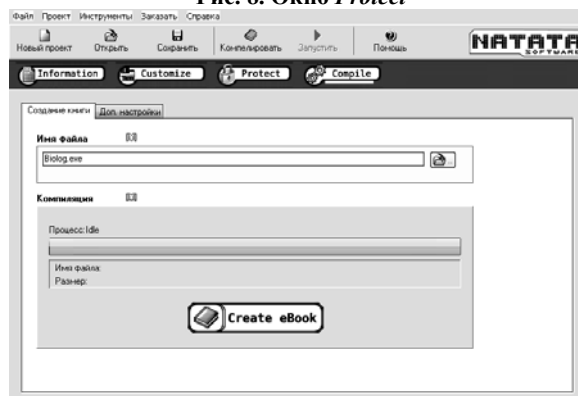 Рис. 8. Окно Protect
Файл Проект Инструменты Заказать Справка
Новый проект Открыть Сохранить Компилировать Запустить Помощь
NATATA
SOFTWARE
Information Customize Protect Compile
Создание книги Доп. настройки
Имя файла [?]
Biolog.exe
Компиляция [?]
Процесс: Idle
Имя файла:
Размер:
Create eBook